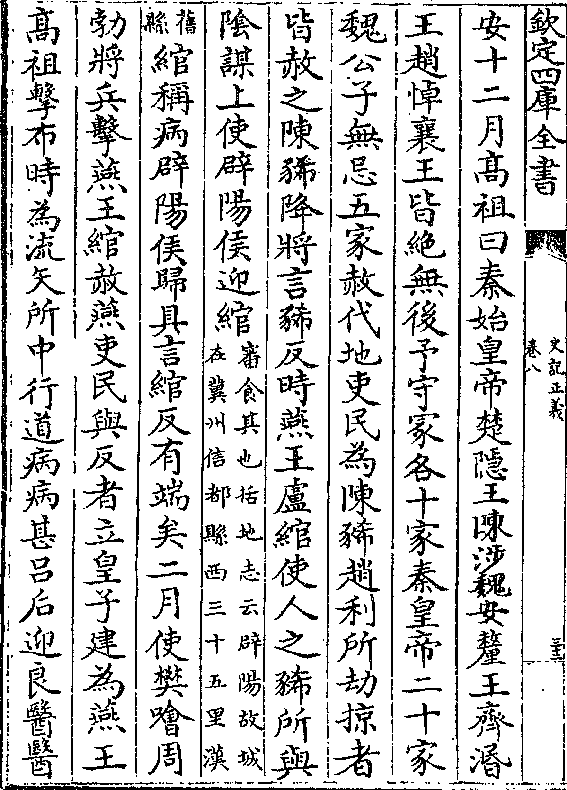 欽定四庫全書
史記正義
卷八
三十三
安十二月高祖曰秦始皇帝楚隱王陳涉魏安釐王齊湣
王趙悼襄王皆絕無後予守冢各十家秦皇帝二十家
魏公子無忌五家赦代地吏民為陳豨趙利所劫掠者
皆赦之陳豨降將言豨反時燕王盧綰使人之豨所與
陰謀上使辟陽侯迎綰審食其也括地志云辟陽故城在冀州信都縣西三十五里漢
舊縣綰稱病辟陽侯歸具言綰反有端矣二月使樊噲周
勃將兵擊燕王綰赦燕吏民與反者立皇子建為燕王
高祖擊布時為流矢所中行道病病甚呂后迎良醫醫